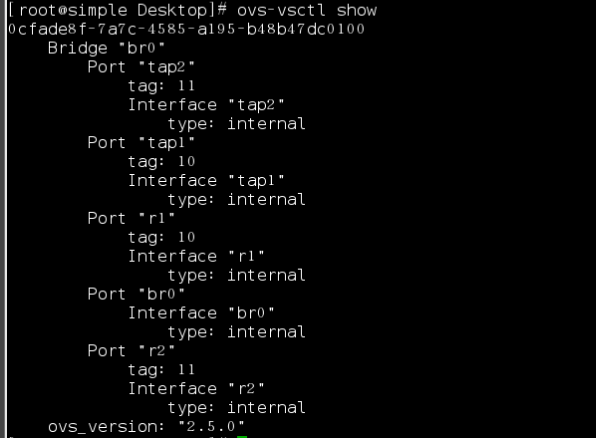 [root@simple Desktop]# ovs-vsctl show
0cfade8f-7a7c-4585-a195-b48b47dc0100
    Bridge "br0"
        Port "tap2"
            tag: 11
            Interface "tap2"
                type: internal
        Port "tap1"
            tag: 10
            Interface "tap1"
                type: internal
        Port "r1"
            tag: 10
            Interface "r1"
                type: internal
        Port "br0"
            Interface "br0"
                type: internal
        Port "r2"
            tag: 11
            Interface "r2"
                type: internal
    ovs_version: "2.5.0"